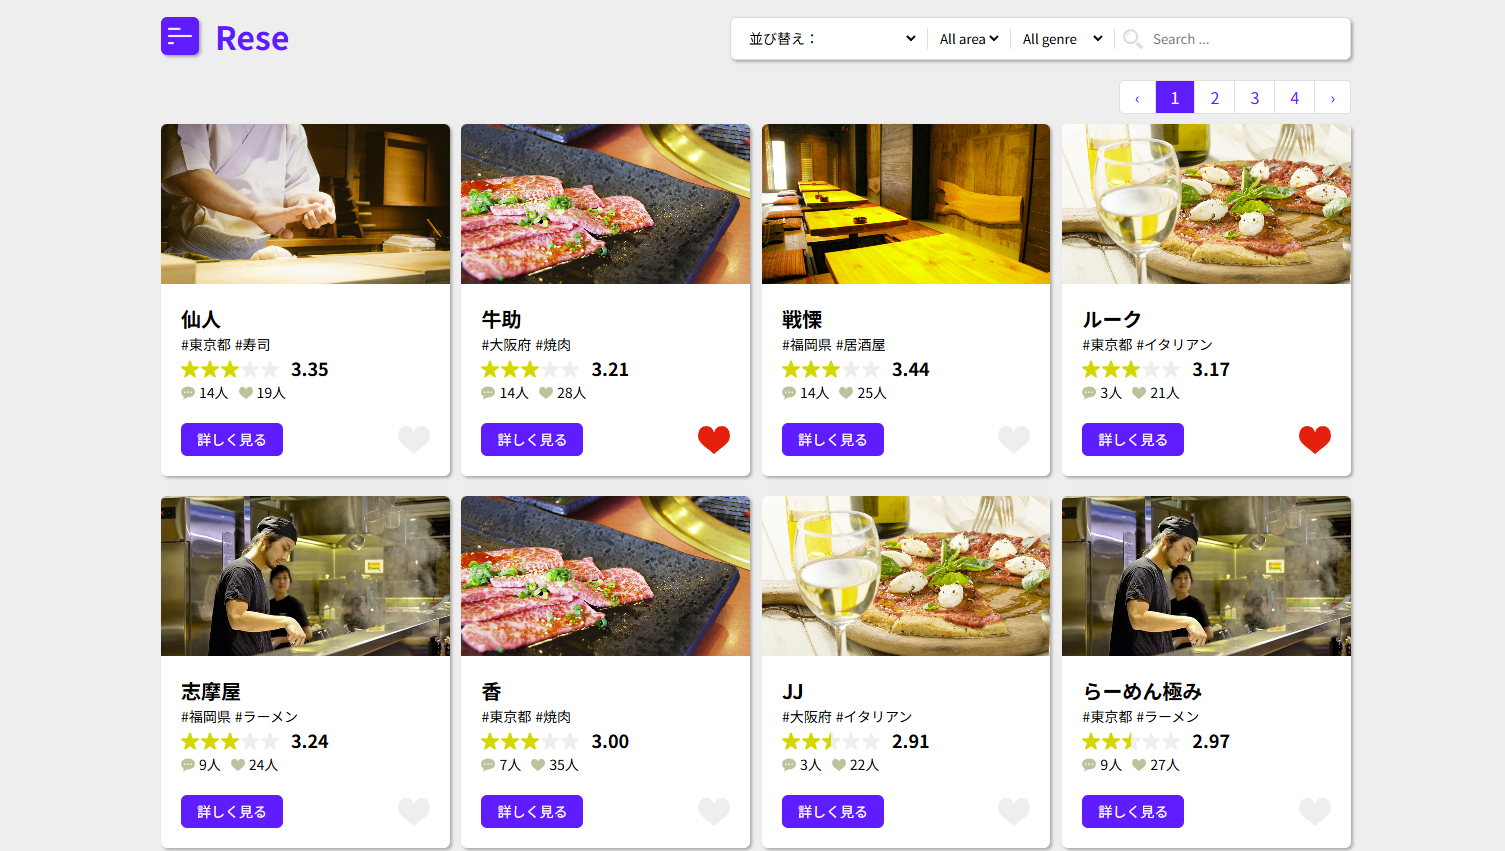 Rese
並び替え： All area All genre Search ...
‹ 1 2 3 4 ›
仙人
#東京都 #寿司
3.35
14人 19人
詳しく見る
牛助
#大阪府 #焼肉
3.21
14人 28人
詳しく見る
戦慄
#福岡県 #居酒屋
3.44
14人 25人
詳しく見る
ルーク
#東京都 #イタリアン
3.17
3人 21人
詳しく見る
志摩屋
#福岡県 #ラーメン
3.24
9人 24人
詳しく見る
香
#東京都 #焼肉
3.00
7人 35人
詳しく見る
JJ
#大阪府 #イタリアン
2.91
3人 22人
詳しく見る
らーめん極み
#東京都 #ラーメン
2.97
9人 27人
詳しく見る